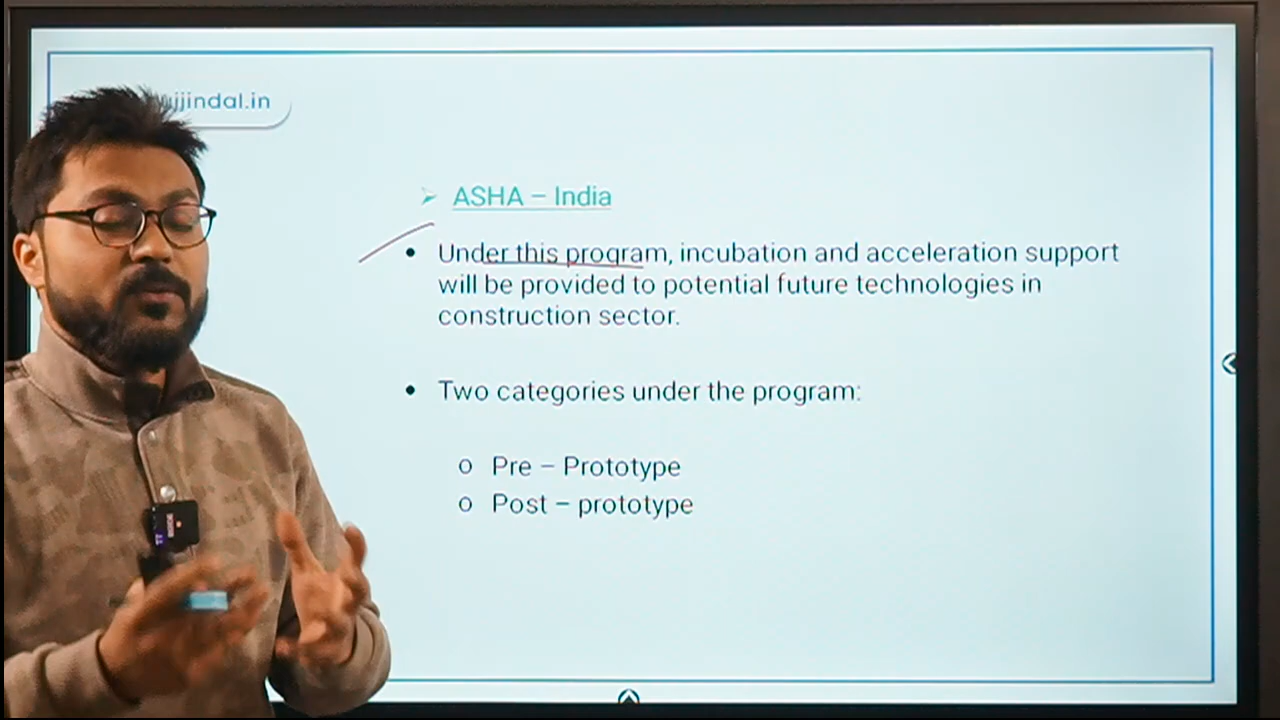 ujjindal.in
➢ ASHA – India
• Under this program, incubation and acceleration support
will be provided to potential future technologies in
construction sector.
• Two categories under the program:
o Pre – Prototype
o Post – prototype